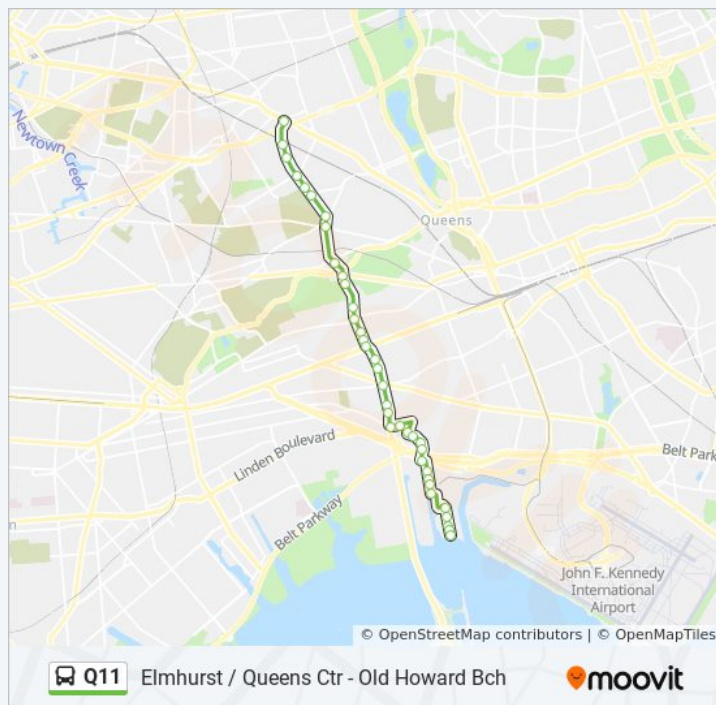 Newtown Creek
Queens
Linden Boulevard
Belt Parkway
Belt Park
John F. Kennedy
International
Airport
© OpenStreetMap contributors | © OpenMapTiles
Q11 Elmhurst / Queens Ctr - Old Howard Bch moovit